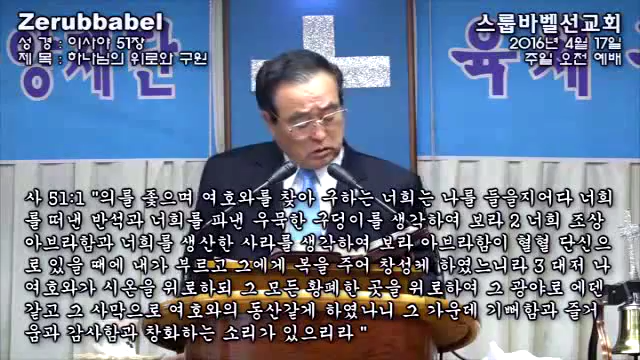 Zerubbabel
스룹바벨선교회
성 경 : 이사야 51장
2016년 4월 17일
제 목 : 하나님의 위로와 구원
주일 오전 예배
영제단
육제
사 51:1 "의를 좇으며 여호와를 찾아 구하는 너희는 나를 들을지어다 너희
를 떠낸 반석과 너희를 파낸 우묵한 구덩이를 생각하여 보라 2 너희 조상
아브라함과 너희를 생산한 사라를 생각하여 보라 아브라함이 혈혈 단신으
로 있을 때에 내가 부르고 그에게 복을 주어 창성케 하였느니라 3 대저 나
여호와가 시온을 위로하되 그 모든 황폐한 곳을 위로하여 그 광야로 에덴
같고 그 사막으로 여호와의 동산같게 하였나니 그 가운데 기뻐함과 즐거
움과 감사함과 창화하는 소리가 있으리라 "